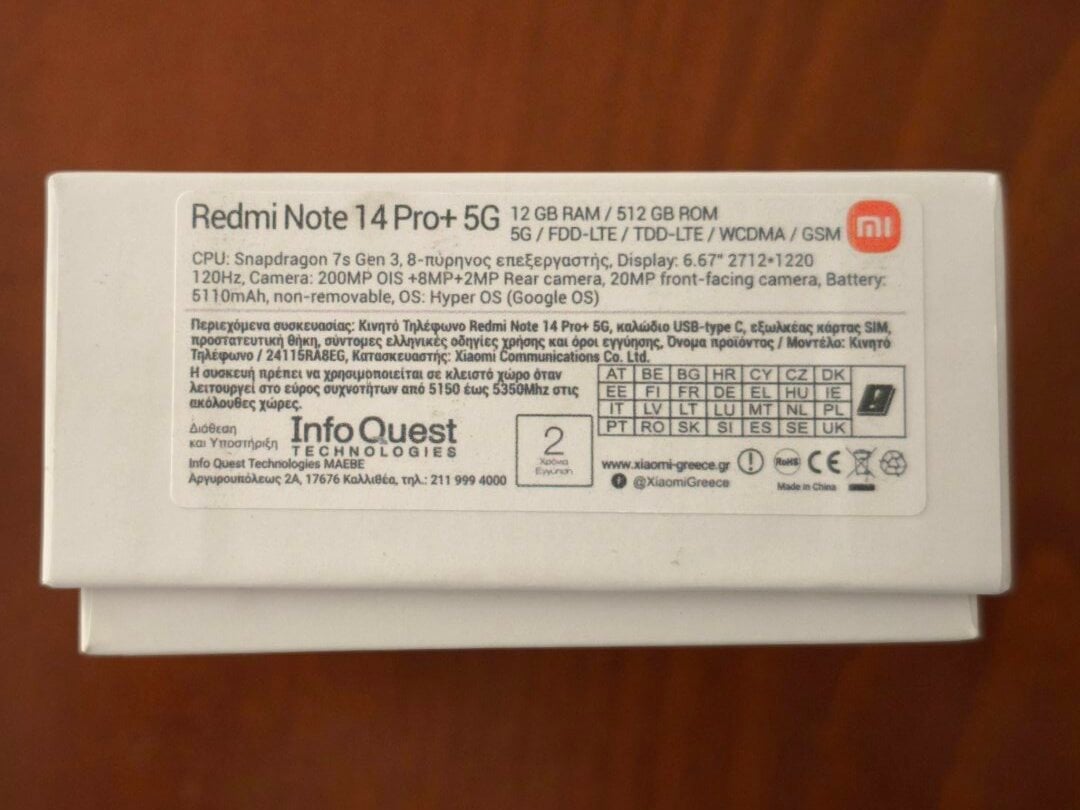 Redmi Note 14 Pro+ 5G
12 GB RAM / 512 GB ROM
5G / FDD-LTE / TDD-LTE / WCDMA / GSM
mi
CPU: Snapdragon 7s Gen 3, 8-πύρηνος επεξεργαστής, Display: 6.67" 2712*1220
120Hz, Camera: 200MP OIS +8MP+2MP Rear camera, 20MP front-facing camera, Battery:
5110mAh, non-removable, OS: Hyper OS (Google OS)
Περιεχόμενα συσκευασίας: Κινητό Τηλέφωνο Redmi Note 14 Pro+ 5G, καλώδιο USB-type C, εξωλκέας κάρτας SIM,
προστατευτική θήκη, σύντομες ελληνικές οδηγίες χρήσης και όροι εγγύησης, Όνομα προϊόντος / Μοντέλο: Κινητό
Τηλέφωνο / 24115RA8EG, Κατασκευαστής: Xiaomi Communications Co. Ltd.
Η συσκευή πρέπει να χρησιμοποιείται σε κλειστό χώρο όταν
λειτουργεί στο εύρος συχνοτήτων από 5150 έως 5350Mhz στις
ακόλουθες χώρες.
AT BE BG HR CY CZ DK
EE FI FR DE EL HU IE
IT LV LT LU MT NL PL
PT RO SK SI ES SE UK
Διάθεση
και Υποστήριξη
Info Quest
TECHNOLOGIES
Info Quest Technologies ΜΑΕΒΕ
Αργυρουπόλεως 2Α, 17676 Καλλιθέα, τηλ.: 211 999 4000
2
Χρόνια
Εγγύηση
www.xiaomi-greece.gr
@XiaomiGreece
RoHS
CE
Made in China